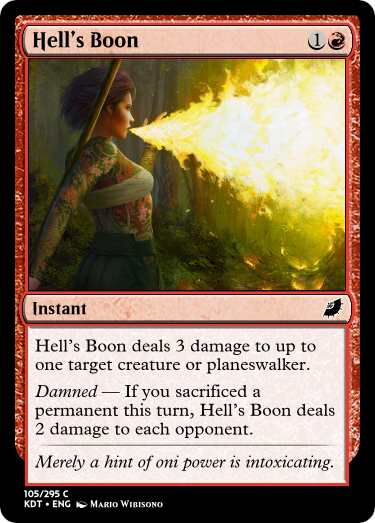 Hell's Boon 1
Instant
Hell's Boon deals 3 damage to up to
one target creature or planeswalker.
Damned — If you sacrificed a
permanent this turn, Hell's Boon deals
2 damage to each opponent.
Merely a hint of oni power is intoxicating.
105/295 C
KDT • ENG Mario Wibisono